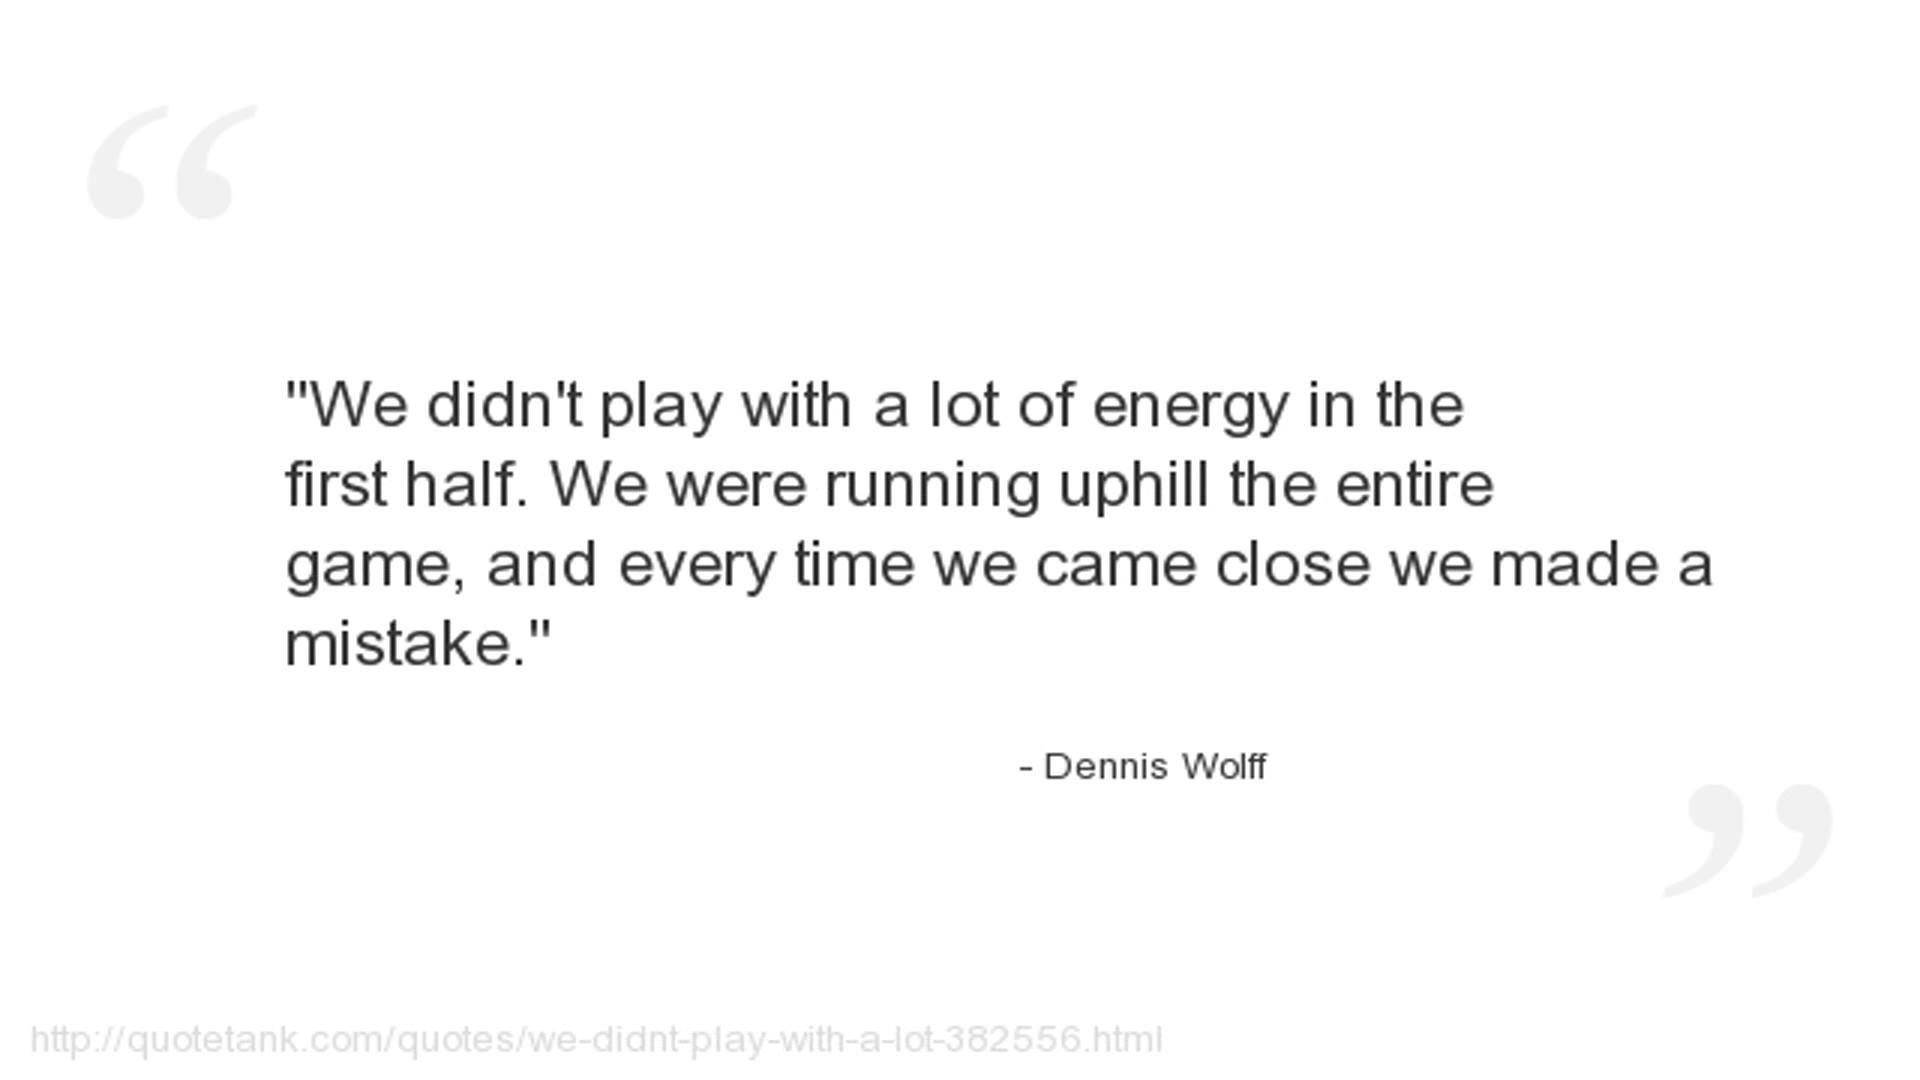 "We didn't play with a lot of energy in the
first half. We were running uphill the entire
game, and every time we came close we made a
mistake."
- Dennis Wolff
http://quotetank.com/quotes/we-didnt-play-with-a-lot-382556.html